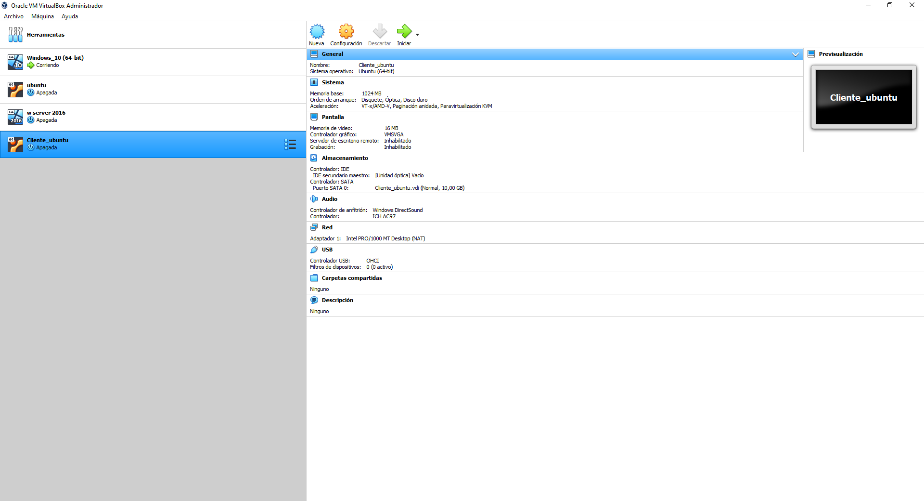 Oracle VM VirtualBox Administrador
Archivo Máquina Ayuda
Herramientas
Windows_10 (64-bit)
Corriendo
ubuntu
Apagada
w server2016
Apagada
Cliente_ubuntu
Apagada
Nueva Configuración Descartar Iniciar
General
Nombre: Cliente_ubuntu
Sistema operativo: Ubuntu (64-bit)
Sistema
Memoria base: 1024 MB
Orden de arranque: Disquete, Óptica, Disco duro
Aceleración: VT-x/AMD-V, Paginación anidada, Paravirtualización KVM
Pantalla
Memoria de vídeo: 16 MB
Controlador gráfico: VMSVGA
Servidor de escritorio remoto: Inhabilitado
Grabación: Inhabilitado
Almacenamiento
Controlador: IDE
IDE secundario maestro: [Unidad óptica] Vacío
Controlador: SATA
Puerto SATA 0: Cliente_ubuntu.vdi (Normal, 10,00 GB)
Audio
Controlador de anfitrión: Windows DirectSound
Controlador: ICH AC97
Red
Adaptador 1: Intel PRO/1000 MT Desktop (NAT)
USB
Controlador USB: OHCI
Filtros de dispositivos: 0 (0 activo)
Carpetas compartidas
Ninguno
Descripción
Ninguno
Previsualización
Cliente_ubuntu